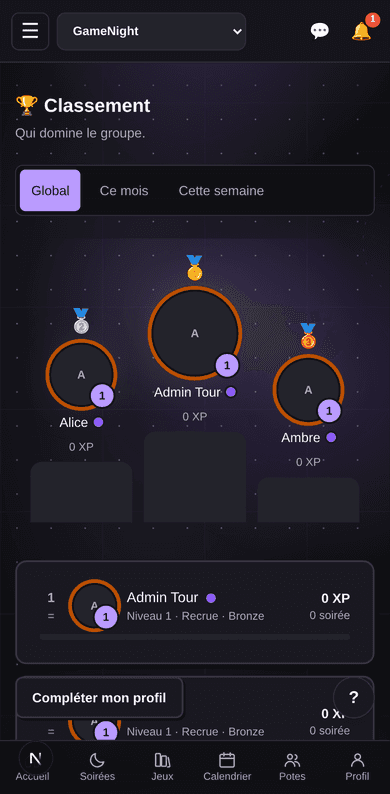 GameNight
1
🏆 Classement
Qui domine le groupe.
Global Ce mois Cette semaine
A
1
Admin Tour
0 XP
2
A
1
Alice
0 XP
3
A
1
Ambre
0 XP
1
=
A
1
Admin Tour
Niveau 1 · Recrue · Bronze
0 XP
0 soirée
Compléter mon profil
?
=
1
Niveau 1 · Recrue · Bronze
0 soirée
N
Accueil Soirées Jeux Calendrier Potes Profil